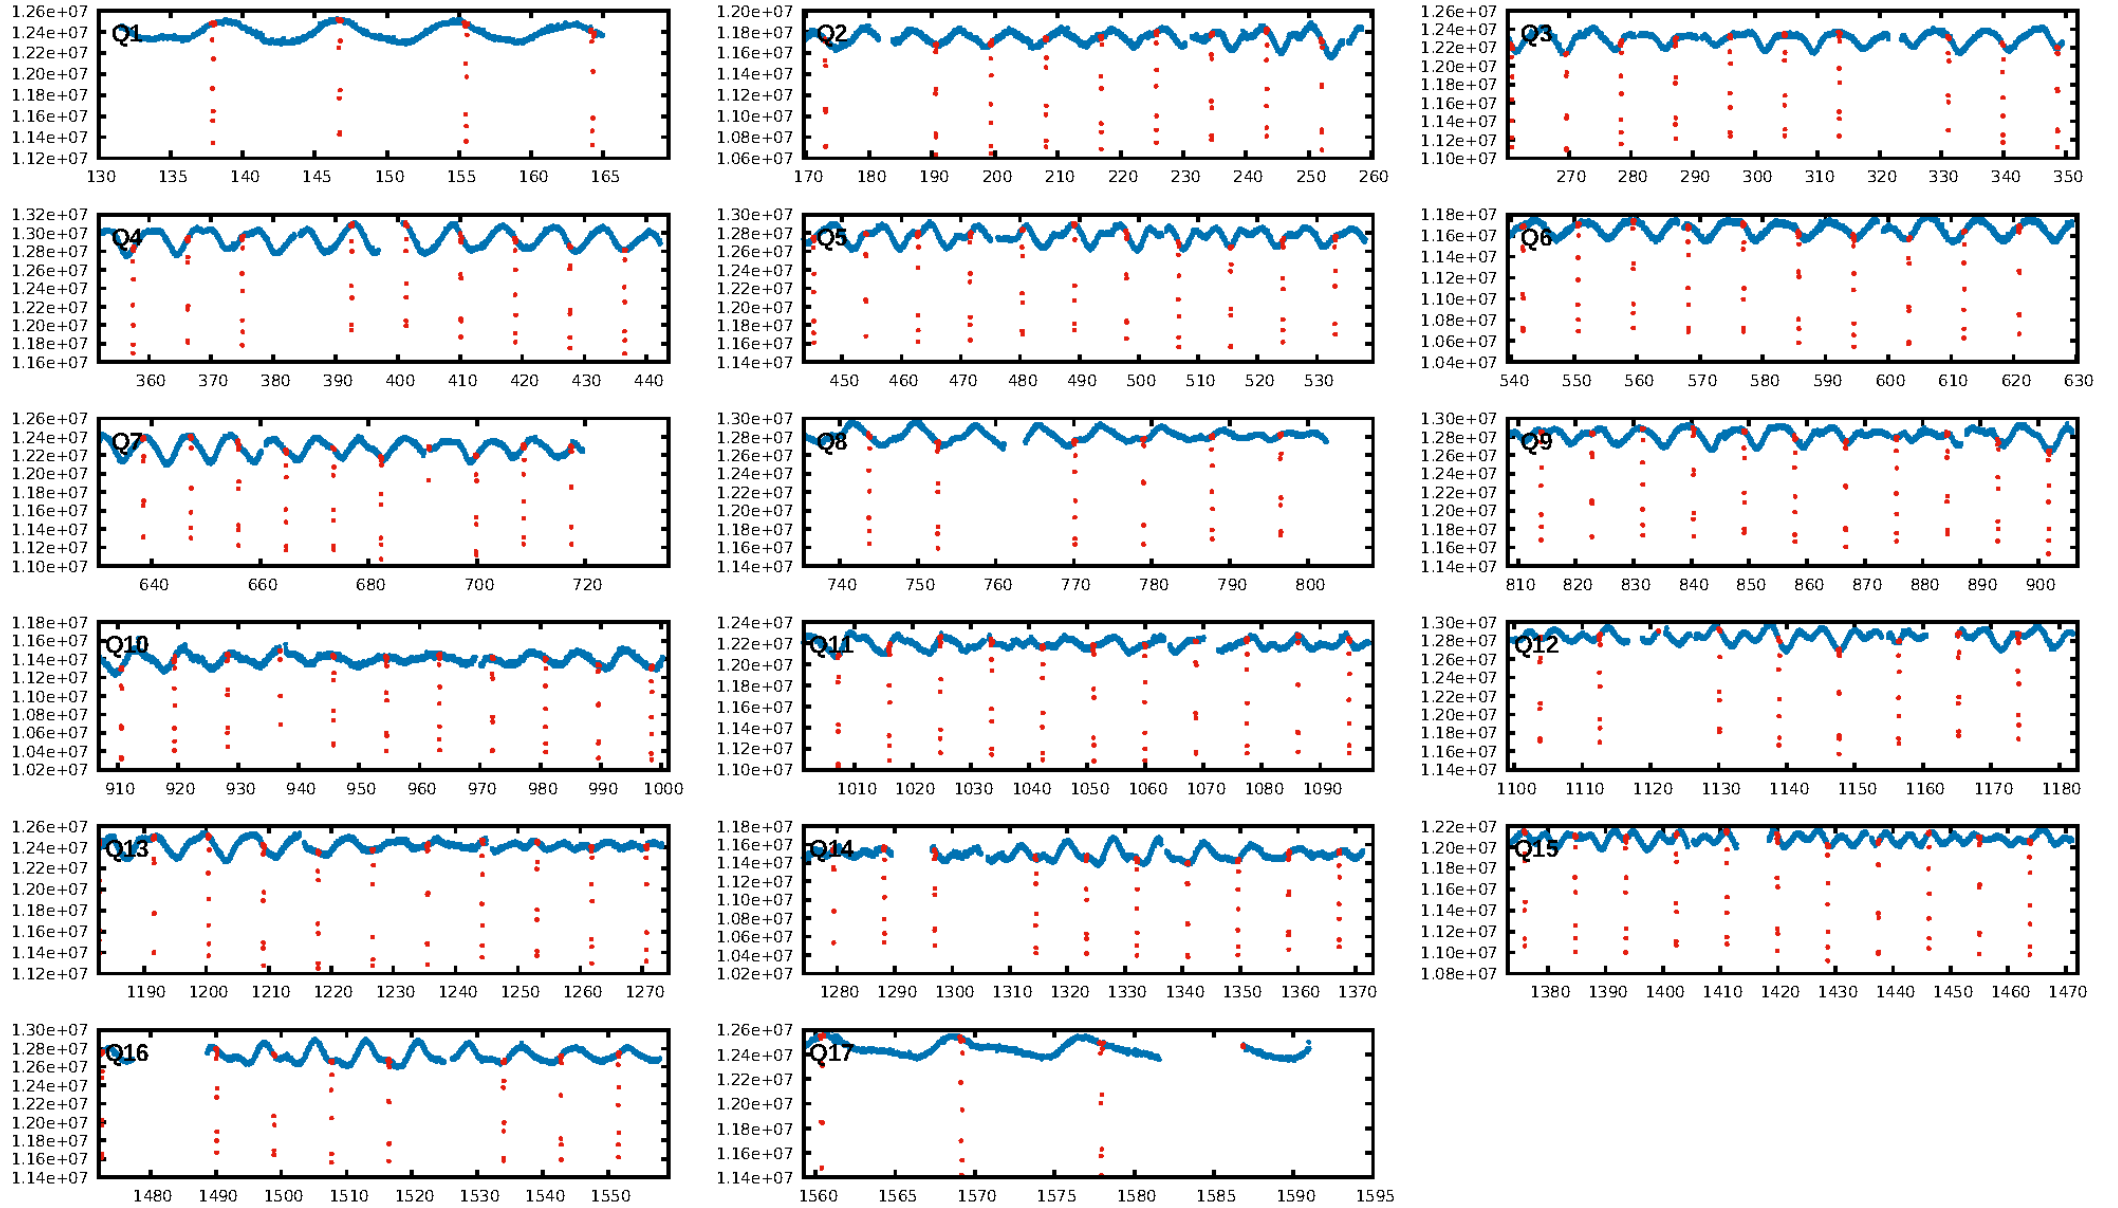 1.26e+07
1.24e+07
Q1
1.22e+07
1.20e+07
1.18e+07
1.16e+07
1.14e+07
1.12e+07
130 135 140 145 150 155 160 165
1.20e+07
1.18e+07
Q2
1.16e+07
1.14e+07
1.12e+07
1.10e+07
1.08e+07
1.06e+07
170 180 190 200 210 220 230 240 250 260
1.26e+07
1.24e+07
Q3
1.22e+07
1.20e+07
1.18e+07
1.16e+07
1.14e+07
1.12e+07
1.10e+07
270 280 290 300 310 320 330 340 350
1.32e+07
1.30e+07
Q4
1.28e+07
1.26e+07
1.24e+07
1.22e+07
1.20e+07
1.18e+07
1.16e+07
360 370 380 390 400 410 420 430 440
1.30e+07
1.28e+07
Q5
1.26e+07
1.24e+07
1.22e+07
1.20e+07
1.18e+07
1.16e+07
1.14e+07
450 460 470 480 490 500 510 520 530
1.18e+07
1.16e+07
Q6
1.14e+07
1.12e+07
1.10e+07
1.08e+07
1.06e+07
1.04e+07
540 550 560 570 580 590 600 610 620 630
1.26e+07
1.24e+07
Q7
1.22e+07
1.20e+07
1.18e+07
1.16e+07
1.14e+07
1.12e+07
1.10e+07
640 660 680 700 720
1.30e+07
1.28e+07
Q8
1.26e+07
1.24e+07
1.22e+07
1.20e+07
1.18e+07
1.16e+07
1.14e+07
740 750 760 770 780 790 800
1.30e+07
1.28e+07
Q9
1.26e+07
1.24e+07
1.22e+07
1.20e+07
1.18e+07
1.16e+07
1.14e+07
810 820 830 840 850 860 870 880 890 900
1.18e+07
1.16e+07
Q10
1.14e+07
1.12e+07
1.10e+07
1.08e+07
1.06e+07
1.04e+07
1.02e+07
910 920 930 940 950 960 970 980 990 1000
1.24e+07
1.22e+07
Q11
1.20e+07
1.18e+07
1.16e+07
1.14e+07
1.12e+07
1.10e+07
1010 1020 1030 1040 1050 1060 1070 1080 1090
1.30e+07
1.28e+07
Q12
1.26e+07
1.24e+07
1.22e+07
1.20e+07
1.18e+07
1.16e+07
1.14e+07
1100 1110 1120 1130 1140 1150 1160 1170 1180
1.26e+07
1.24e+07
Q13
1.22e+07
1.20e+07
1.18e+07
1.16e+07
1.14e+07
1.12e+07
1190 1200 1210 1220 1230 1240 1250 1260 1270
1.18e+07
1.16e+07
Q14
1.14e+07
1.12e+07
1.10e+07
1.08e+07
1.06e+07
1.04e+07
1.02e+07
1280 1290 1300 1310 1320 1330 1340 1350 1360 1370
1.22e+07
1.20e+07
Q15
1.18e+07
1.16e+07
1.14e+07
1.12e+07
1.10e+07
1.08e+07
1380 1390 1400 1410 1420 1430 1440 1450 1460 1470
1.30e+07
1.28e+07
Q16
1.26e+07
1.24e+07
1.22e+07
1.20e+07
1.18e+07
1.16e+07
1.14e+07
1480 1490 1500 1510 1520 1530 1540 1550
1.26e+07
1.24e+07
Q17
1.22e+07
1.20e+07
1.18e+07
1.16e+07
1.14e+07
1560 1565 1570 1575 1580 1585 1590 1595